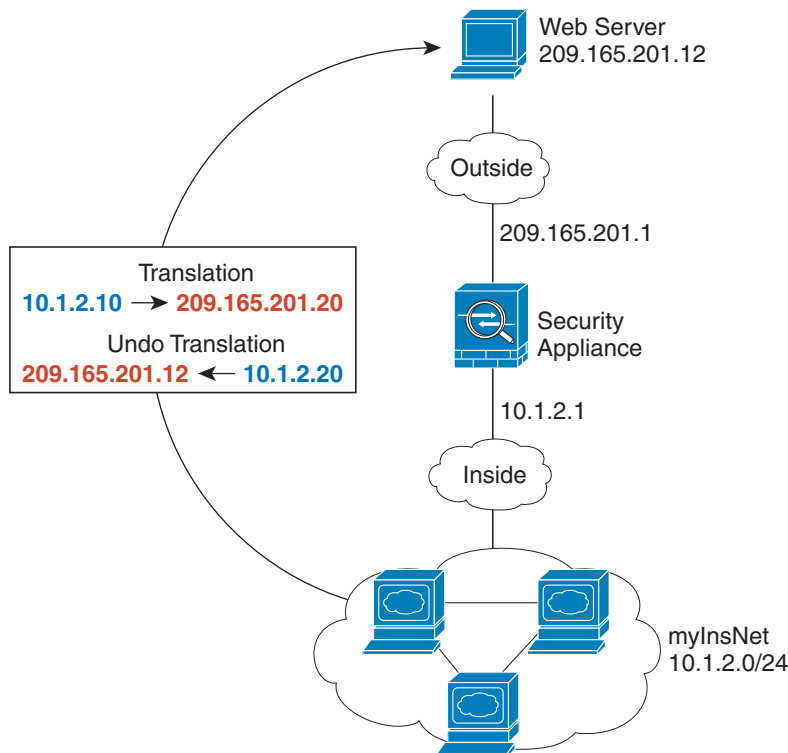 Web Server
209.165.201.12
Outside
209.165.201.1
Translation
10.1.2.10 → 209.165.201.20
Undo Translation
209.165.201.12 ← 10.1.2.20
Security
Appliance
10.1.2.1
Inside
myInsNet
10.1.2.0/24